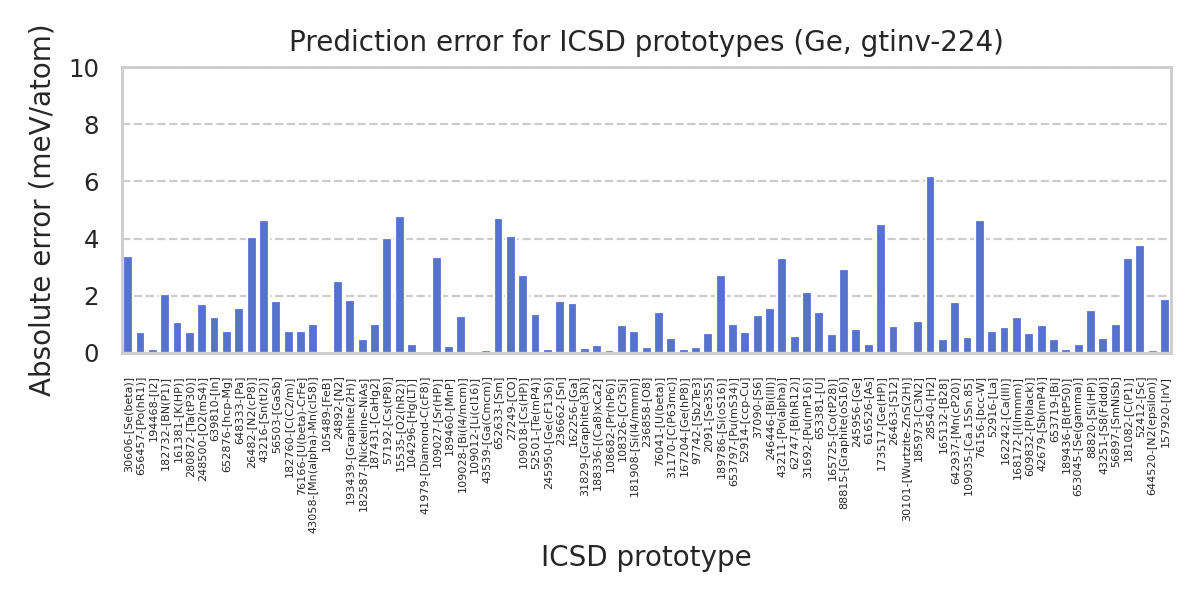 Prediction error for ICSD prototypes (Ge, gtinv-224)
Absolute error (meV/atom)
10
8
6
4
2
0
30606-[Se(beta)]
656457-[Po(hR1)]
194468-[I2]
182732-[BN(P1)]
161381-[K(HP)]
280872-[Ta(tP30)]
248500-[O2(mS4)]
639810-[In]
652876-[hcp-Mg]
648333-[Pa]
26482-[N2(cP8)]
43216-[Sn(tI2)]
56503-[GaSb]
182760-[C(C2/m)]
76166-[U(beta)-CrFe]
43058-[Mn(alpha)-Mn(cI58)]
105489-[FeB]
24892-[N2]
193439-[Graphite(2H)]
182587-[Nickeline-NiAs]
187431-[CaHg2]
57192-[Cs(tP8)]
15535-[O2(hR2)]
104296-[Hg(LT)]
41979-[Diamond-C(cF8)]
109027-[Sr(HP)]
189460-[MnP]
109028-[Bi(I4/mcm)]
109012-[Li(cI16)]
43539-[Ga(Cmcm)]
652633-[Sm]
27249-[CO]
109018-[Cs(HP)]
52501-[Te(mP4)]
245950-[Ge(cF136)]
236662-[Sn]
162256-[Ga]
31829-[Graphite(3R)]
188336-[(Ca8)xCa2]
108682-[Pr(hP6)]
108326-[Cr3Si]
181908-[Si(I4/mmm)]
236858-[O8]
76041-[U(beta)]
31170-[C(P63mc)]
167204-[Ge(hP8)]
97742-[Sb2Te3]
2091-[Se3S5]
189786-[Si(oS16)]
653797-[Pu(mS34)]
52914-[ccp-Cu]
37090-[S6]
246446-[Bi(III)]
43211-[Po(alpha)]
62747-[B(hR12)]
31692-[Pu(mP16)]
653381-[U]
165725-[Co(tP28)]
88815-[Graphite(oS16)]
245956-[Ge]
616526-[As]
173517-[Ge(HP)]
26463-[S12]
30101-[Wurtzite-ZnS(2H)]
185973-[C3N2]
28540-[H2]
165132-[B28]
642937-[Mn(cP20)]
109035-[Ca.15Sn.85]
76156-[bcc-W]
52916-[La]
162242-[Ca(III)]
168172-[I(Immm)]
609832-[P(black)]
42679-[Sb(mP4)]
653719-[Bi]
189436-[B(tP50)]
653045-[Se(gamma)]
88820-[Si(HP)]
43251-[S8(Fddd)]
56897-[SmNiSb]
181082-[C(P1)]
52412-[Sc]
644520-[N2(epsilon)]
157920-[IrV]
ICSD prototype